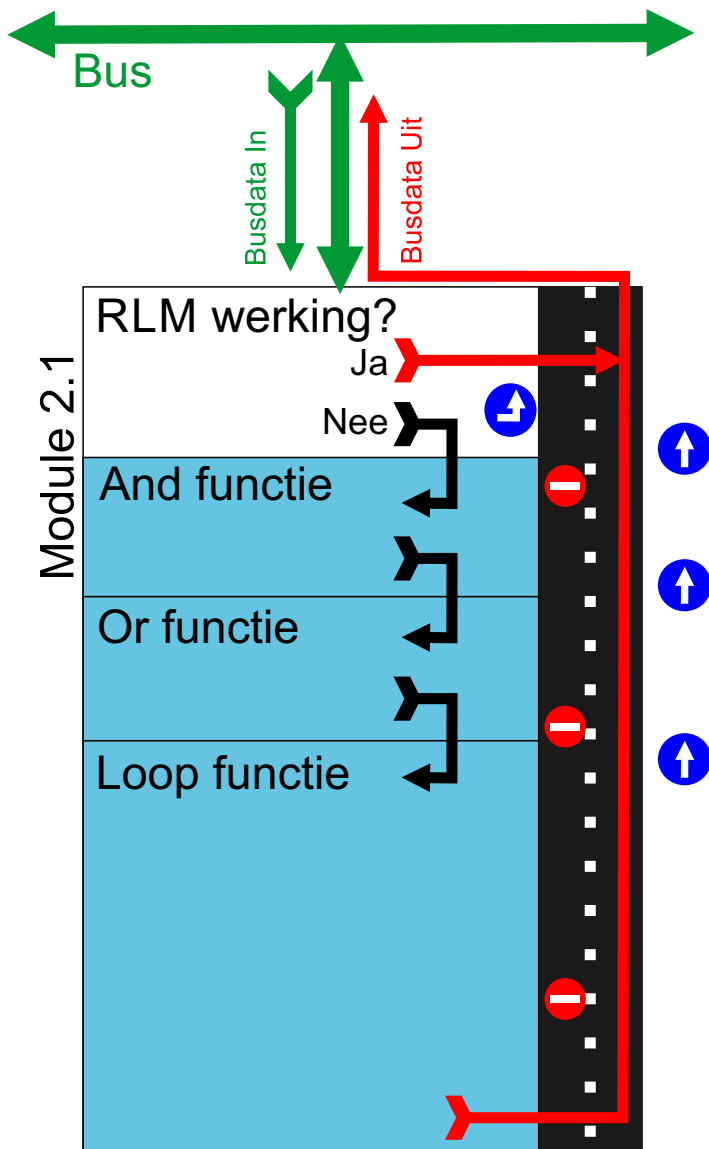 Bus
Busdata In
Busdata Uit
RLM werking?
Ja
Nee
Module 2.1
And functie
Or functie
Loop functie